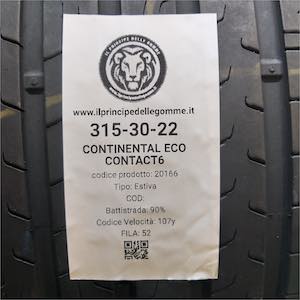 IL PRINCIPE DELLE GOMME
www.ilprincipedellegomme.it
315-30-22
CONTINENTAL ECO
CONTACT6
codice prodotto: 20166
Tipo: Estiva
COD:
Battistrada: 90%
Codice Velocità: 107y
FILA: 52